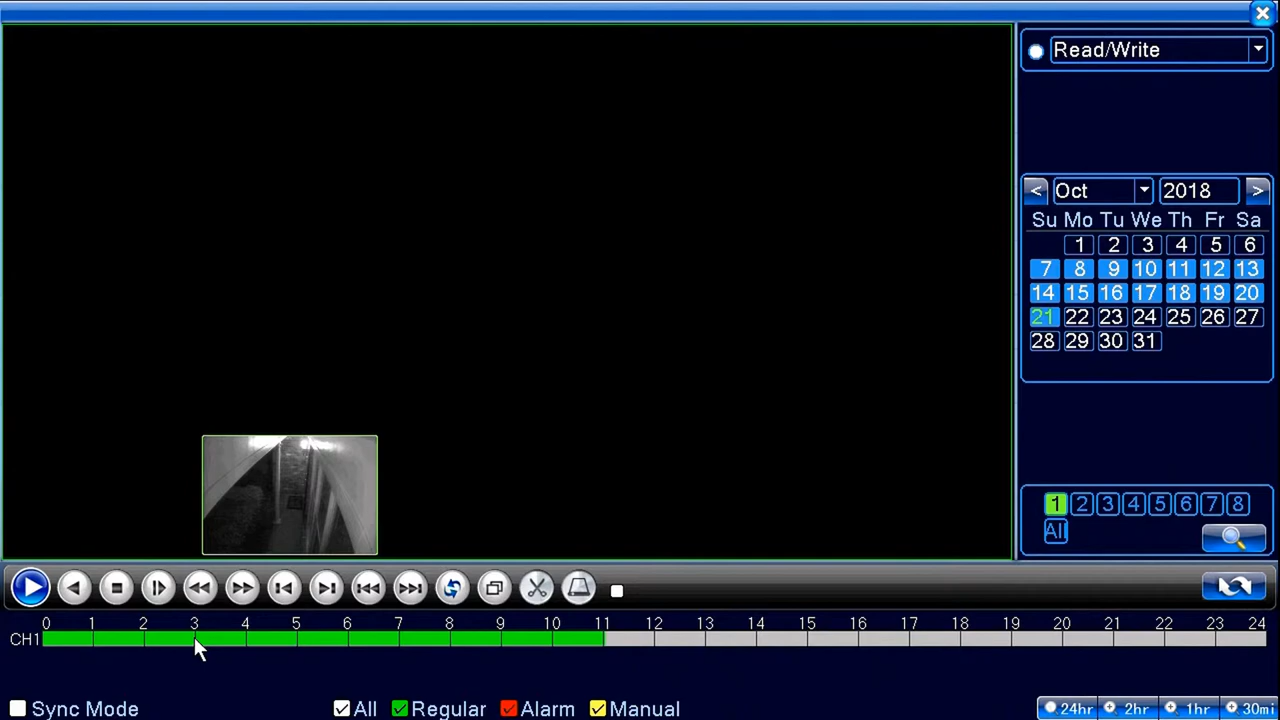 Read/Write
< Oct 2018 >
Su Mo Tu We Th Fr Sa
1 2 3 4 5 6
7 8 9 10 11 12 13
14 15 16 17 18 19 20
21 22 23 24 25 26 27
28 29 30 31
1 2 3 4 5 6 7 8
All
0 1 2 3 4 5 6 7 8 9 10 11 12 13 14 15 16 17 18 19 20 21 22 23 24
CH1
Sync Mode All Regular Alarm Manual 24hr 2hr 1hr 30mi